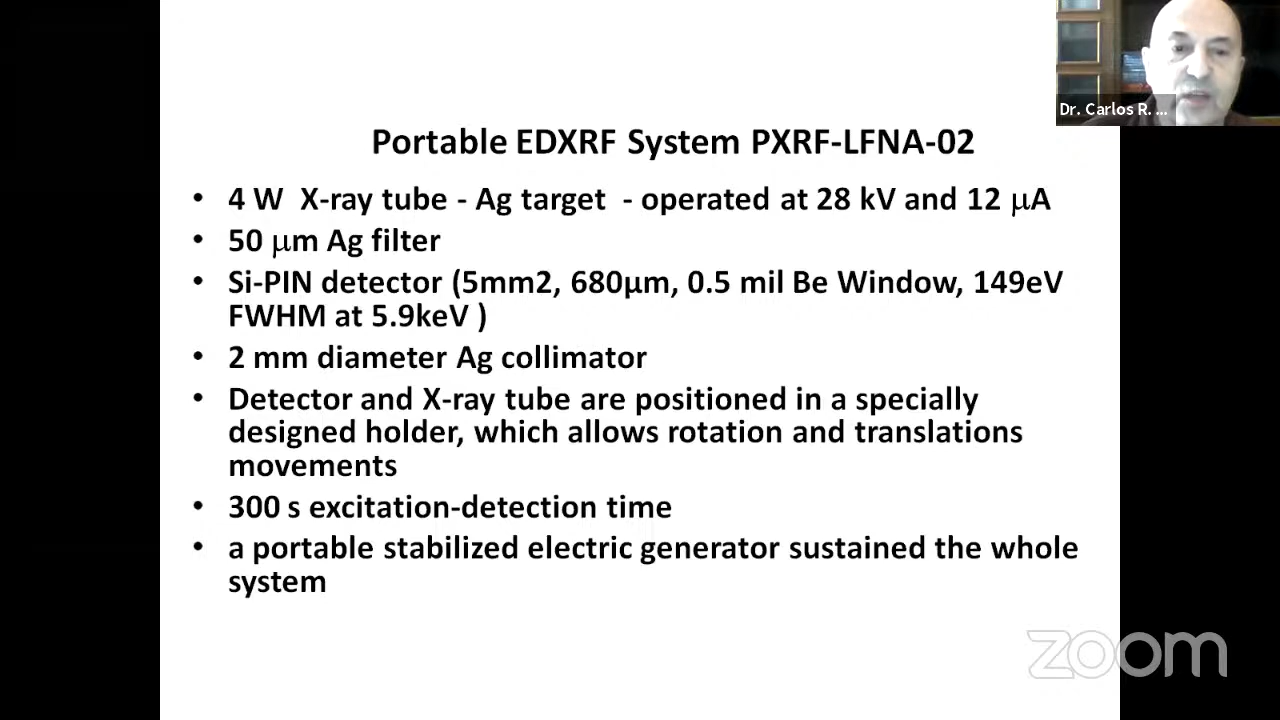 Dr. Carlos R. ...
Portable EDXRF System PXRF-LFNA-02
• 4 W X-ray tube - Ag target - operated at 28 kV and 12 μA
• 50 μm Ag filter
• Si-PIN detector (5mm2, 680μm, 0.5 mil Be Window, 149eV
FWHM at 5.9keV )
• 2 mm diameter Ag collimator
• Detector and X-ray tube are positioned in a specially
designed holder, which allows rotation and translations
movements
• 300 s excitation-detection time
• a portable stabilized electric generator sustained the whole
system
zoom